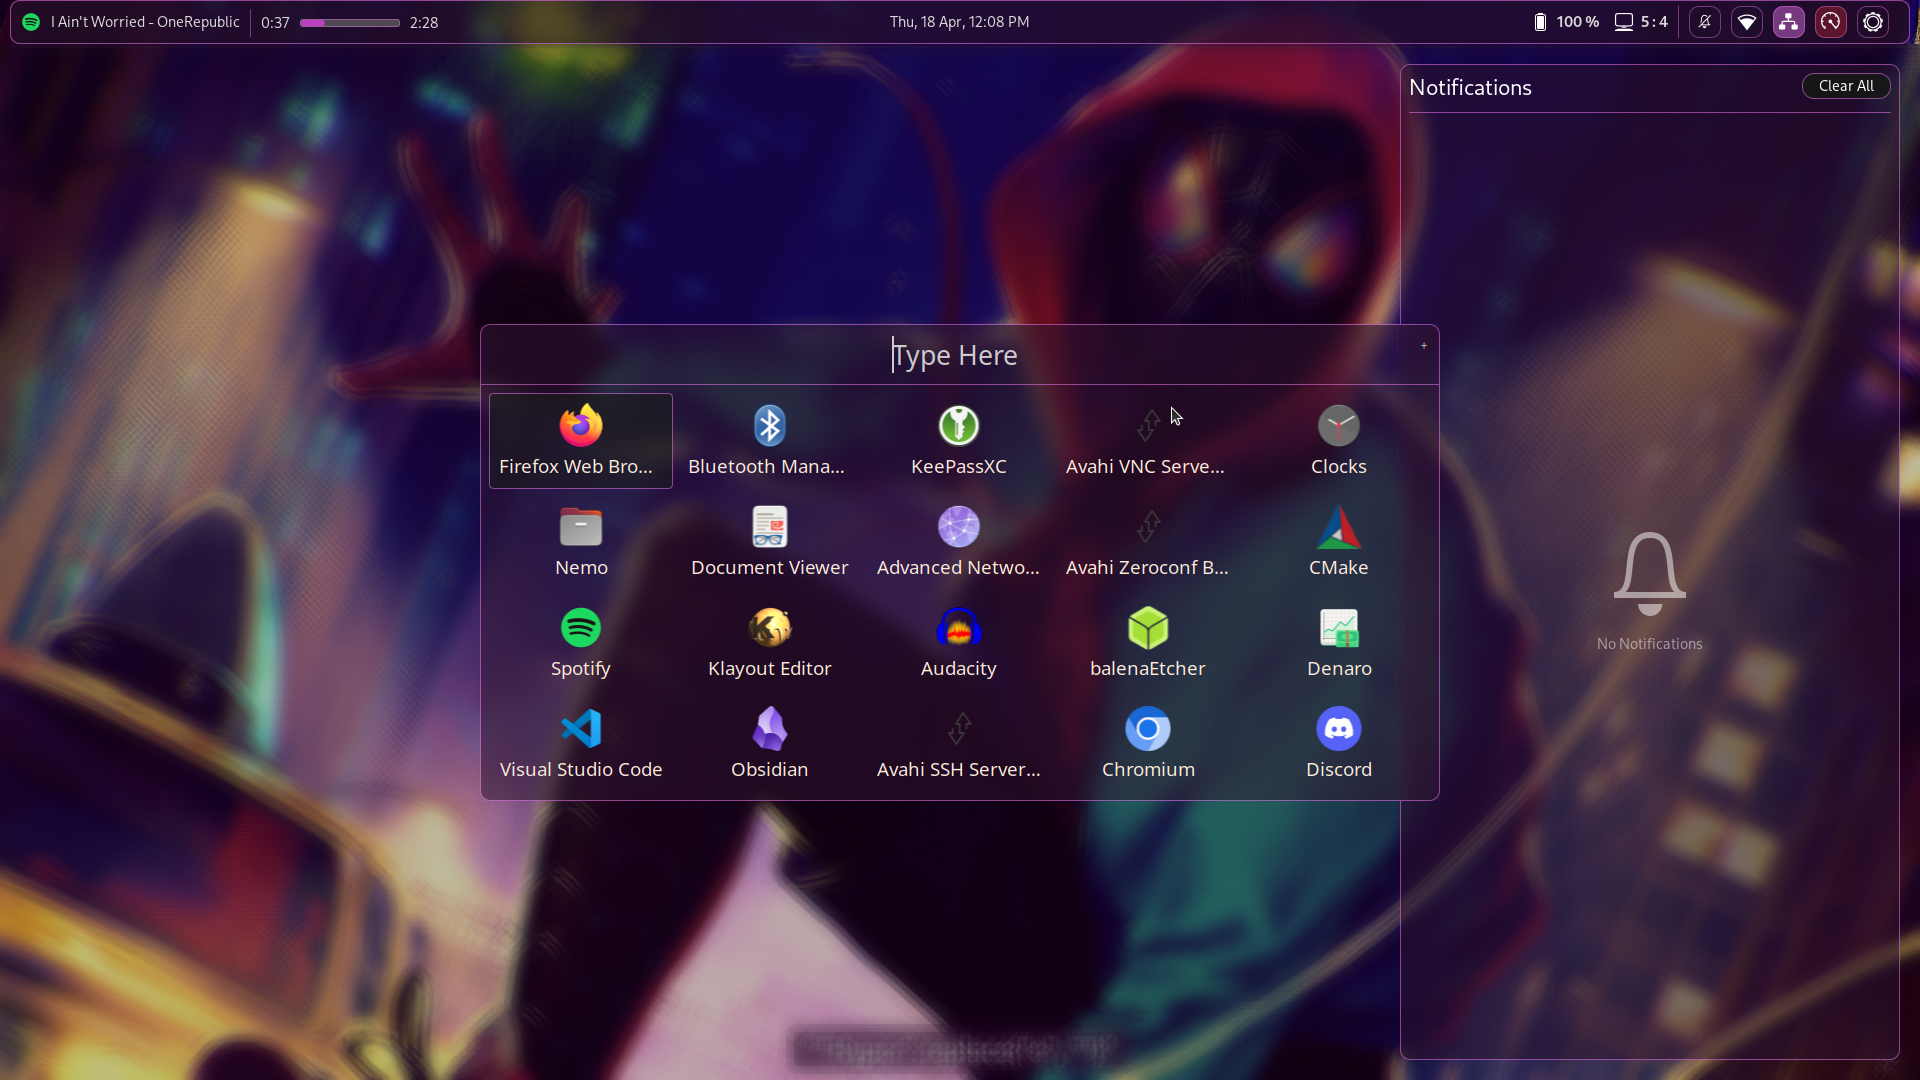 I Ain't Worried - OneRepublic 0:37 2:28 Thu, 18 Apr, 12:08 PM 100 % 5 : 4
Notifications Clear All
Type Here
Firefox Web Bro... Bluetooth Mana... KeePassXC Avahi VNC Serve... Clocks
Nemo Document Viewer Advanced Netwo... Avahi Zeroconf B... CMake
Spotify Klayout Editor Audacity balenaEtcher Denaro
No Notifications
Visual Studio Code Obsidian Avahi SSH Server... Chromium Discord